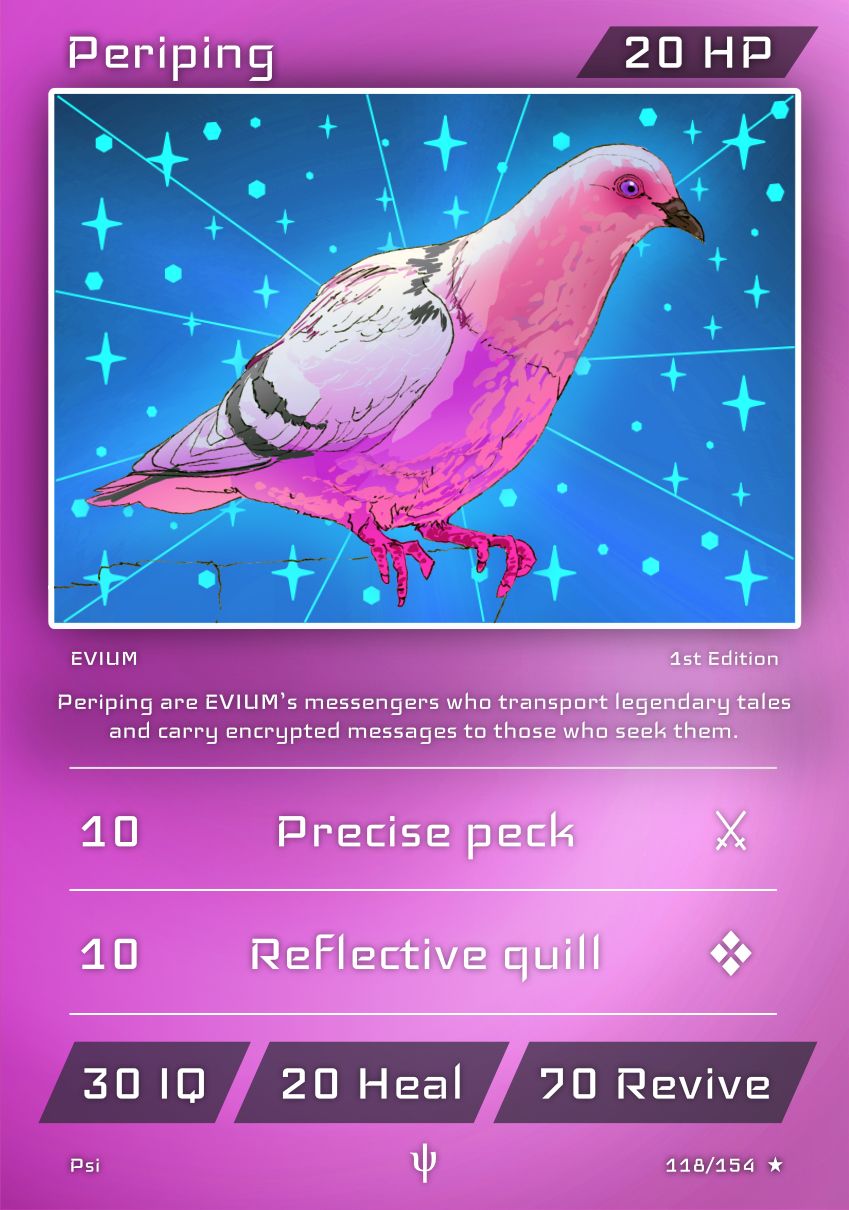 Periping
20 HP
EVIUM
1st Edition
Periping are EVIUM's messengers who transport legendary tales
and carry encrypted messages to those who seek them.
10 Precise peck
10 Reflective quill
30 IQ
20 Heal
70 Revive
Psi
ψ
118/154 ★